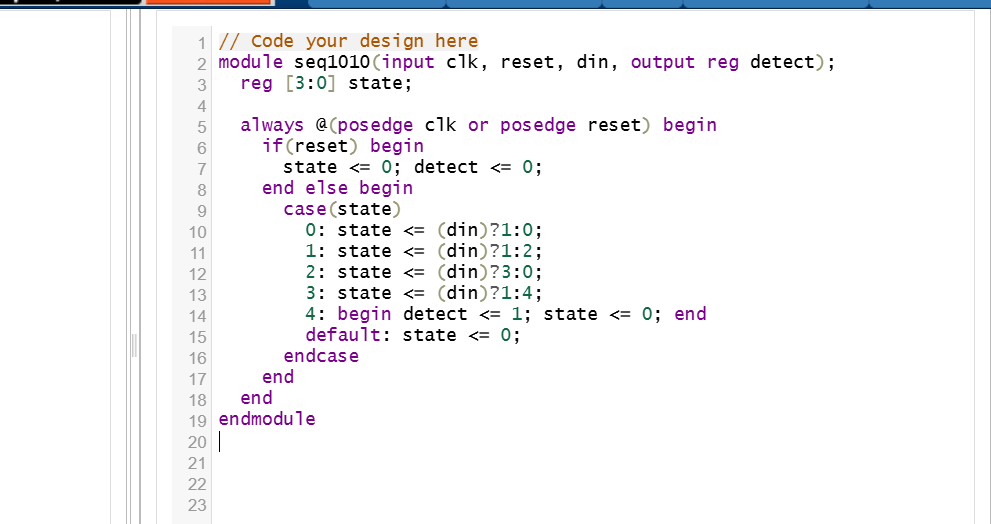 1 // Code your design here
2 module seq1010(input clk, reset, din, output reg detect);
3   reg [3:0] state;
4
5   always @(posedge clk or posedge reset) begin
6     if(reset) begin
7       state <= 0; detect <= 0;
8     end else begin
9       case(state)
10         0: state <= (din)?1:0;
11         1: state <= (din)?1:2;
12         2: state <= (din)?3:0;
13         3: state <= (din)?1:4;
14         4: begin detect <= 1; state <= 0; end
15         default: state <= 0;
16       endcase
17     end
18   end
19 endmodule
20
21
22
23